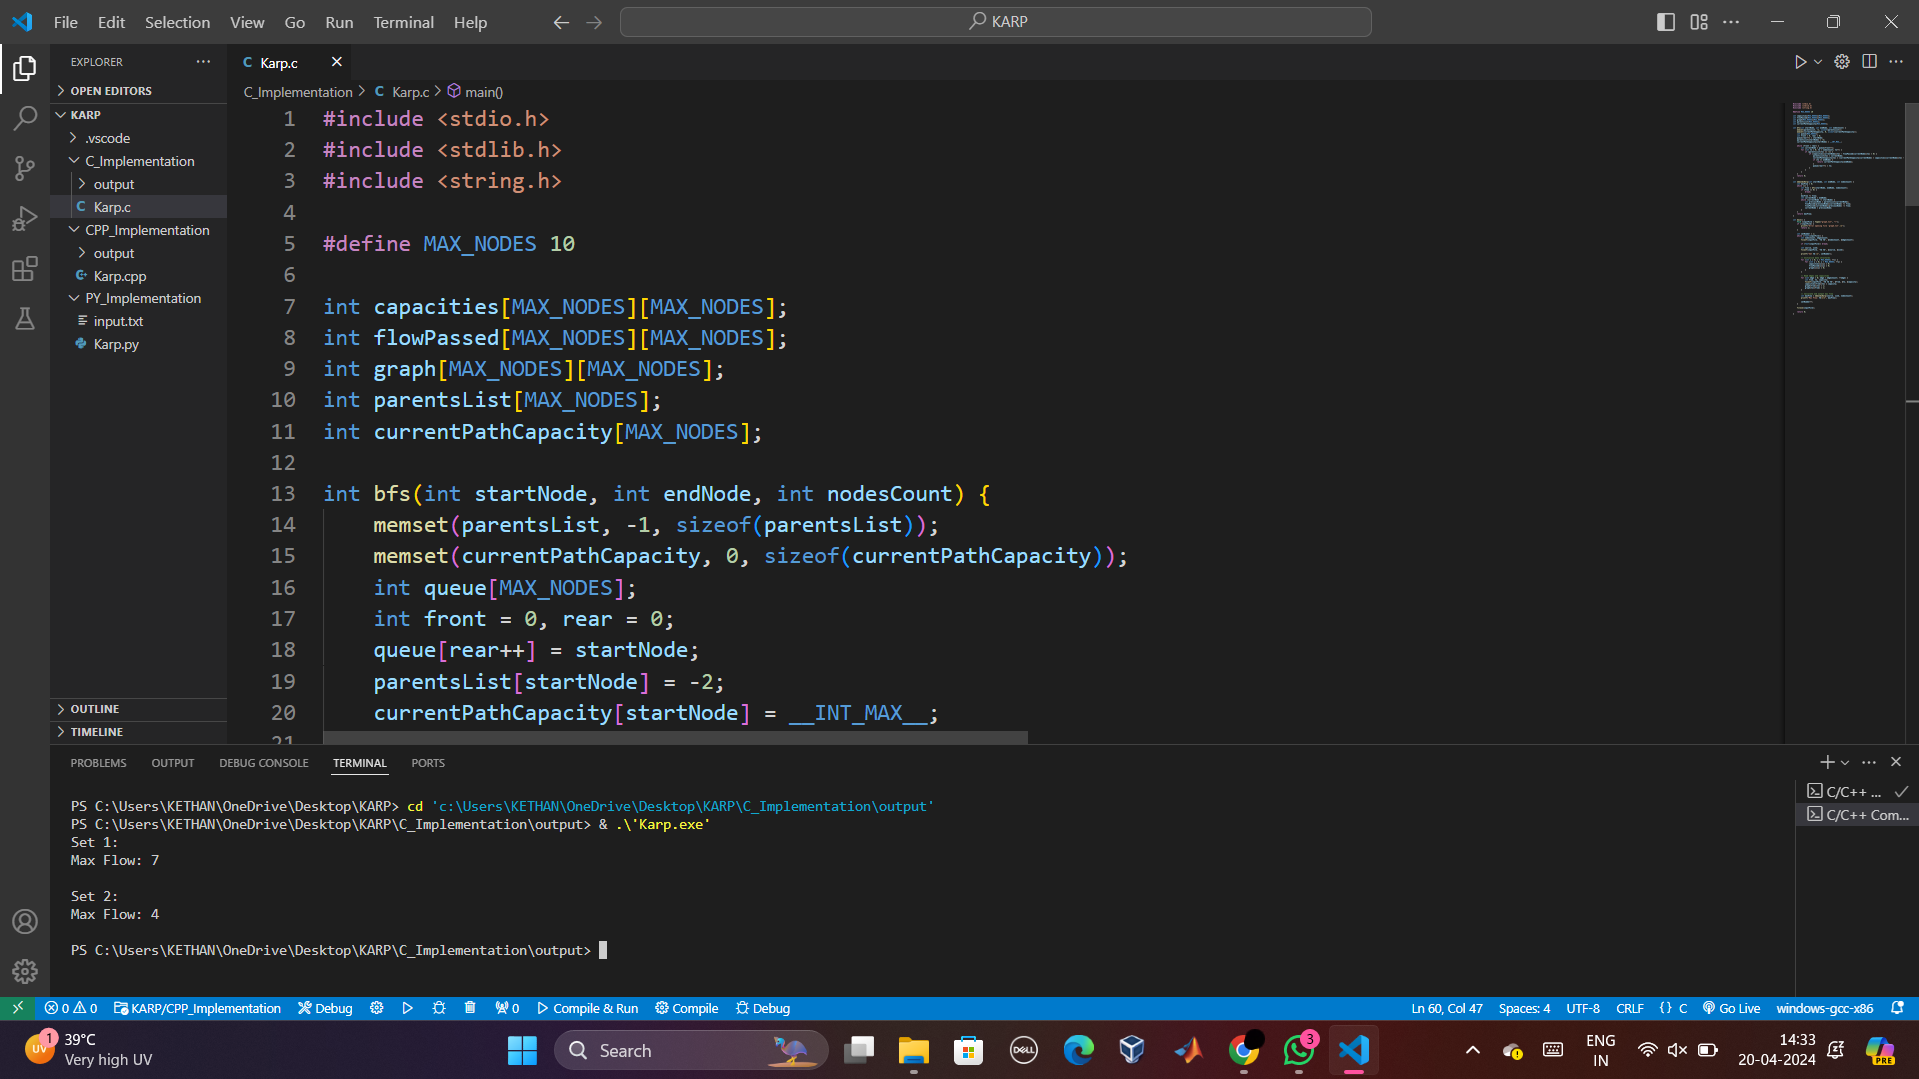 File Edit Selection View Go Run Terminal Help
KARP
EXPLORER
OPEN EDITORS
KARP
.vscode
C_Implementation
output
C Karp.c
CPP_Implementation
output
Karp.cpp
PY_Implementation
input.txt
Karp.py
OUTLINE
TIMELINE
C Karp.c
C_Implementation > C Karp.c > main()
1 #include <stdio.h>
2 #include <stdlib.h>
3 #include <string.h>
4
5 #define MAX_NODES 10
6
7 int capacities[MAX_NODES][MAX_NODES];
8 int flowPassed[MAX_NODES][MAX_NODES];
9 int graph[MAX_NODES][MAX_NODES];
10 int parentsList[MAX_NODES];
11 int currentPathCapacity[MAX_NODES];
12
13 int bfs(int startNode, int endNode, int nodesCount) {
14 memset(parentsList, -1, sizeof(parentsList));
15 memset(currentPathCapacity, 0, sizeof(currentPathCapacity));
16 int queue[MAX_NODES];
17 int front = 0, rear = 0;
18 queue[rear++] = startNode;
19 parentsList[startNode] = -2;
20 currentPathCapacity[startNode] = __INT_MAX__;
21
PROBLEMS OUTPUT DEBUG CONSOLE TERMINAL PORTS
PS C:\Users\KETHAN\OneDrive\Desktop\KARP> cd 'c:\Users\KETHAN\OneDrive\Desktop\KARP\C_Implementation\output'
PS C:\Users\KETHAN\OneDrive\Desktop\KARP\C_Implementation\output> & .\'Karp.exe'
Set 1:
Max Flow: 7
Set 2:
Max Flow: 4
PS C:\Users\KETHAN\OneDrive\Desktop\KARP\C_Implementation\output>
C/C++ ...
C/C++ Com...
0 0 KARP/CPP_Implementation Debug 0 Compile & Run Compile Debug Ln 60, Col 47 Spaces: 4 UTF-8 CRLF {} C Go Live windows-gcc-x86
UV 1 39°C
Very high UV
Search
DELL
3
ENG
IN
14:33
20-04-2024
PRE